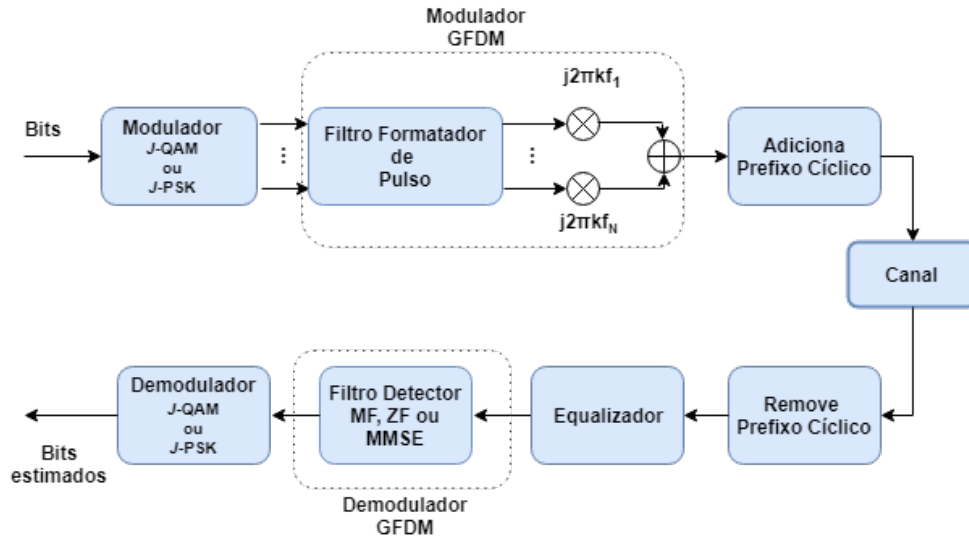 Modulador
GFDM
j2πkf₁
Bits
Modulador
J-QAM
ou
J-PSK
...
Filtro Formatador
de
Pulso
...
Adiciona
Prefixo Cíclico
j2πkf_N
Canal
Demodulador
J-QAM
ou
J-PSK
Filtro Detector
MF, ZF ou
MMSE
Equalizador
Remove
Prefixo Cíclico
Bits
estimados
Demodulador
GFDM